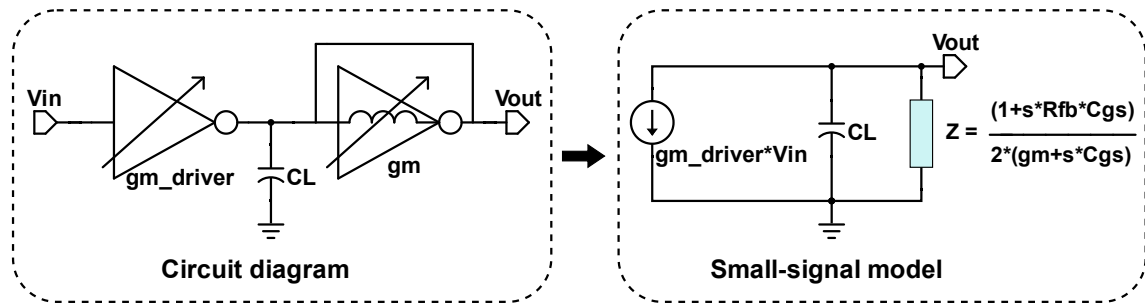 Vin
gm_driver
CL
gm
Vout
Circuit diagram
Vout
gm_driver*Vin
CL
Z = (1+s*Rfb*Cgs)
2*(gm+s*Cgs)
Small-signal model